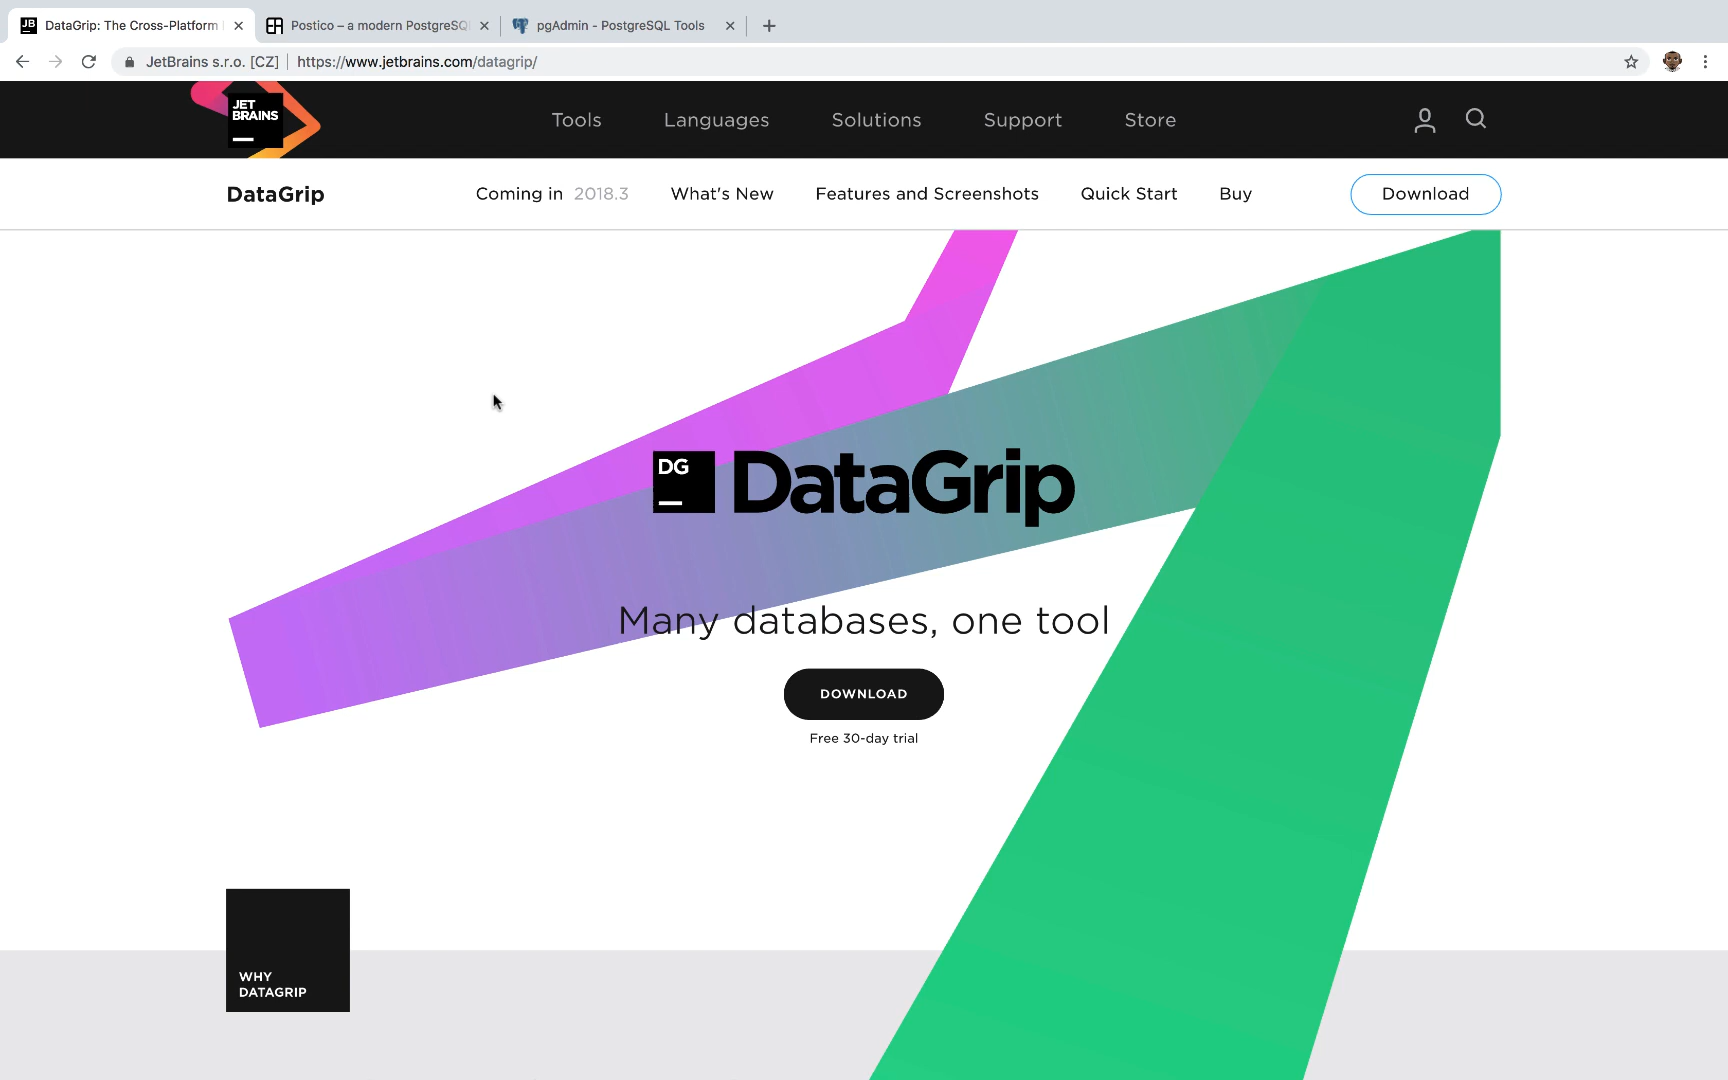 JB DataGrip: The Cross-Platform
Postico – a modern PostgreSQ
pgAdmin - PostgreSQL Tools
JetBrains s.r.o. [CZ] https://www.jetbrains.com/datagrip/
JET
BRAINS
Tools Languages Solutions Support Store
DataGrip Coming in 2018.3 What's New Features and Screenshots Quick Start Buy Download
DG DataGrip
Many databases, one tool
DOWNLOAD
Free 30-day trial
WHY
DATAGRIP